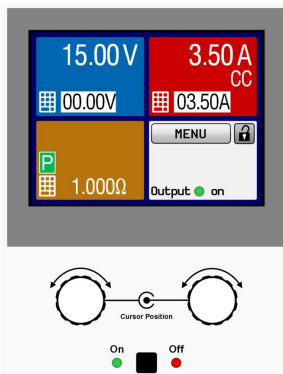 15.00 V
00.00V
3.50 A
CC
03.50A
P
1.000Ω
MENU
Output on
Cursor Position
On Off